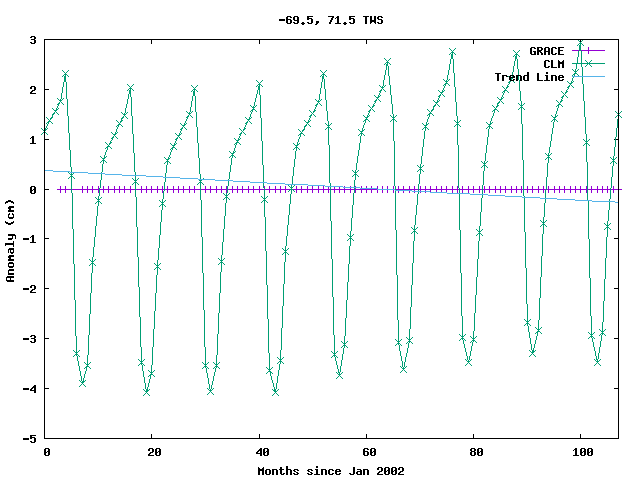 -69.5, 71.5 TWS
GRACE
CLM
Trend Line
3
2
1
0
-1
-2
-3
-4
-5
Anomaly (cm)
0 20 40 60 80 100
Months since Jan 2002